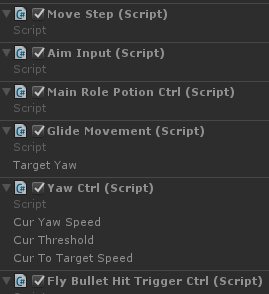 Move Step (Script)
Script
Aim Input (Script)
Script
Main Role Potion Ctrl (Script)
Script
Glide Movement (Script)
Script
Target Yaw
Yaw Ctrl (Script)
Script
Cur Yaw Speed
Cur Threshold
Cur To Target Speed
Fly Bullet Hit Trigger Ctrl (Script)